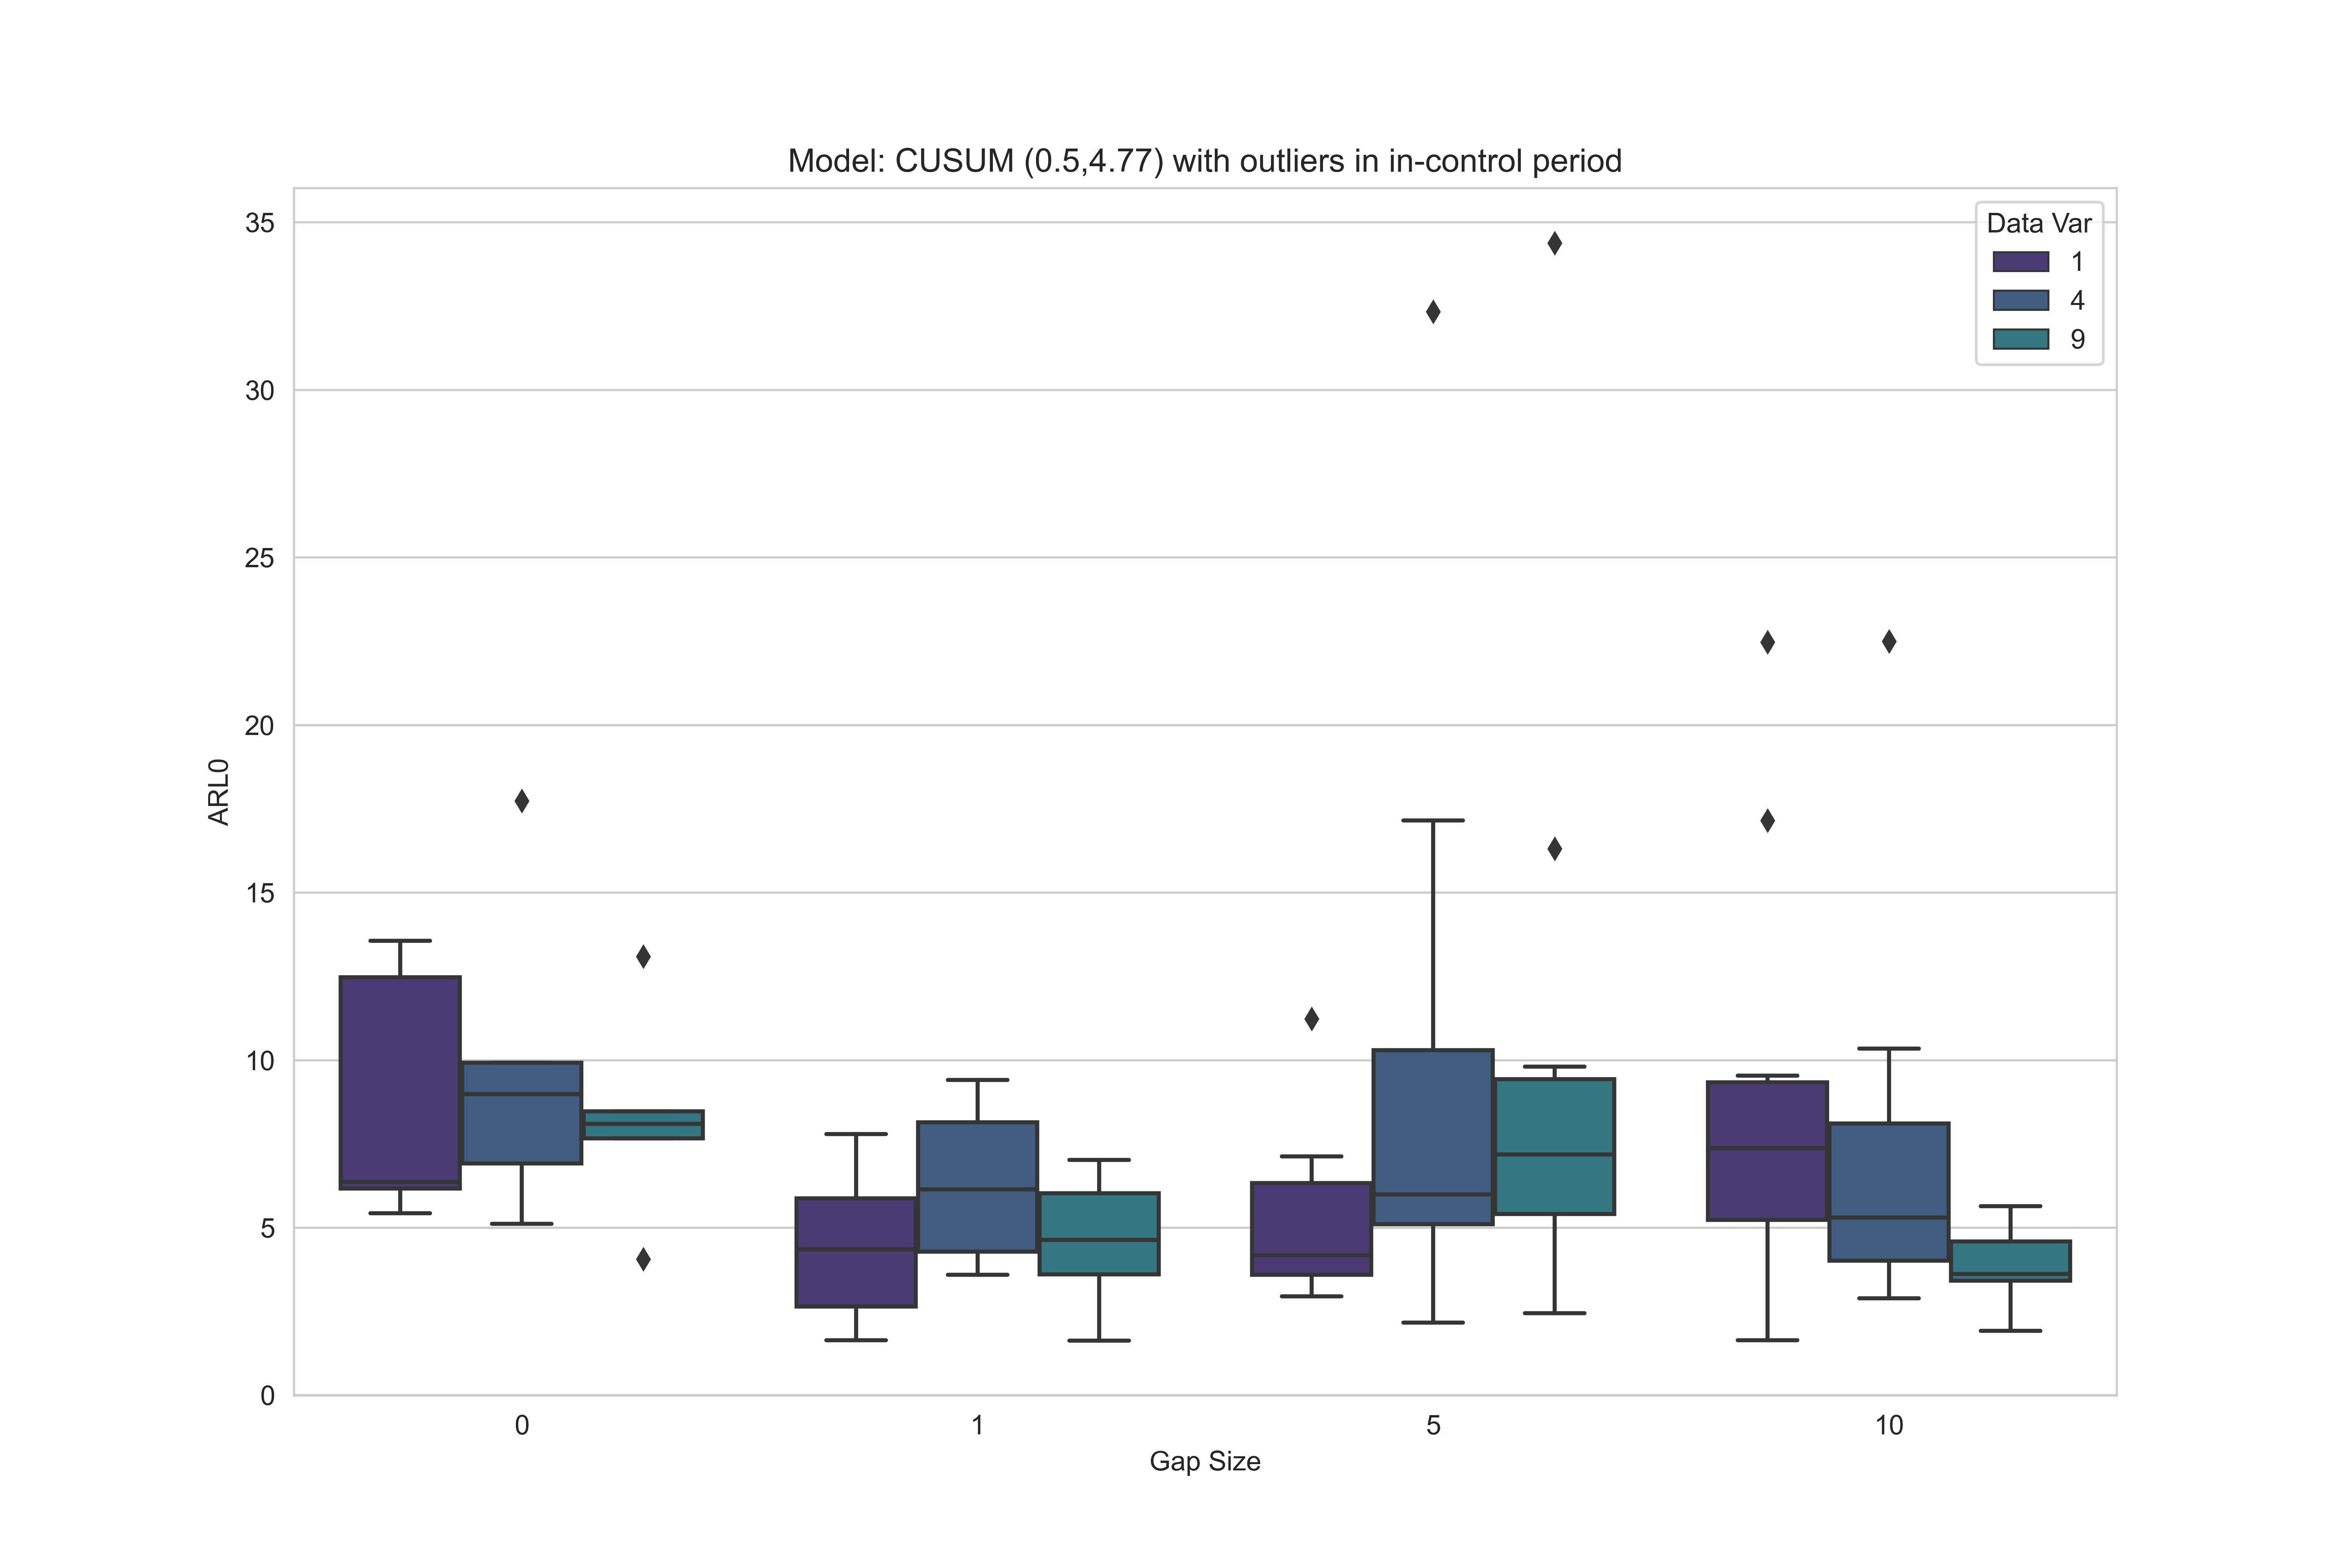 Model: CUSUM (0.5,4.77) with outliers in in-control period
Data Var
1
4
9
35
30
25
20
15
10
5
0
ARL0
0 1 5 10
Gap Size